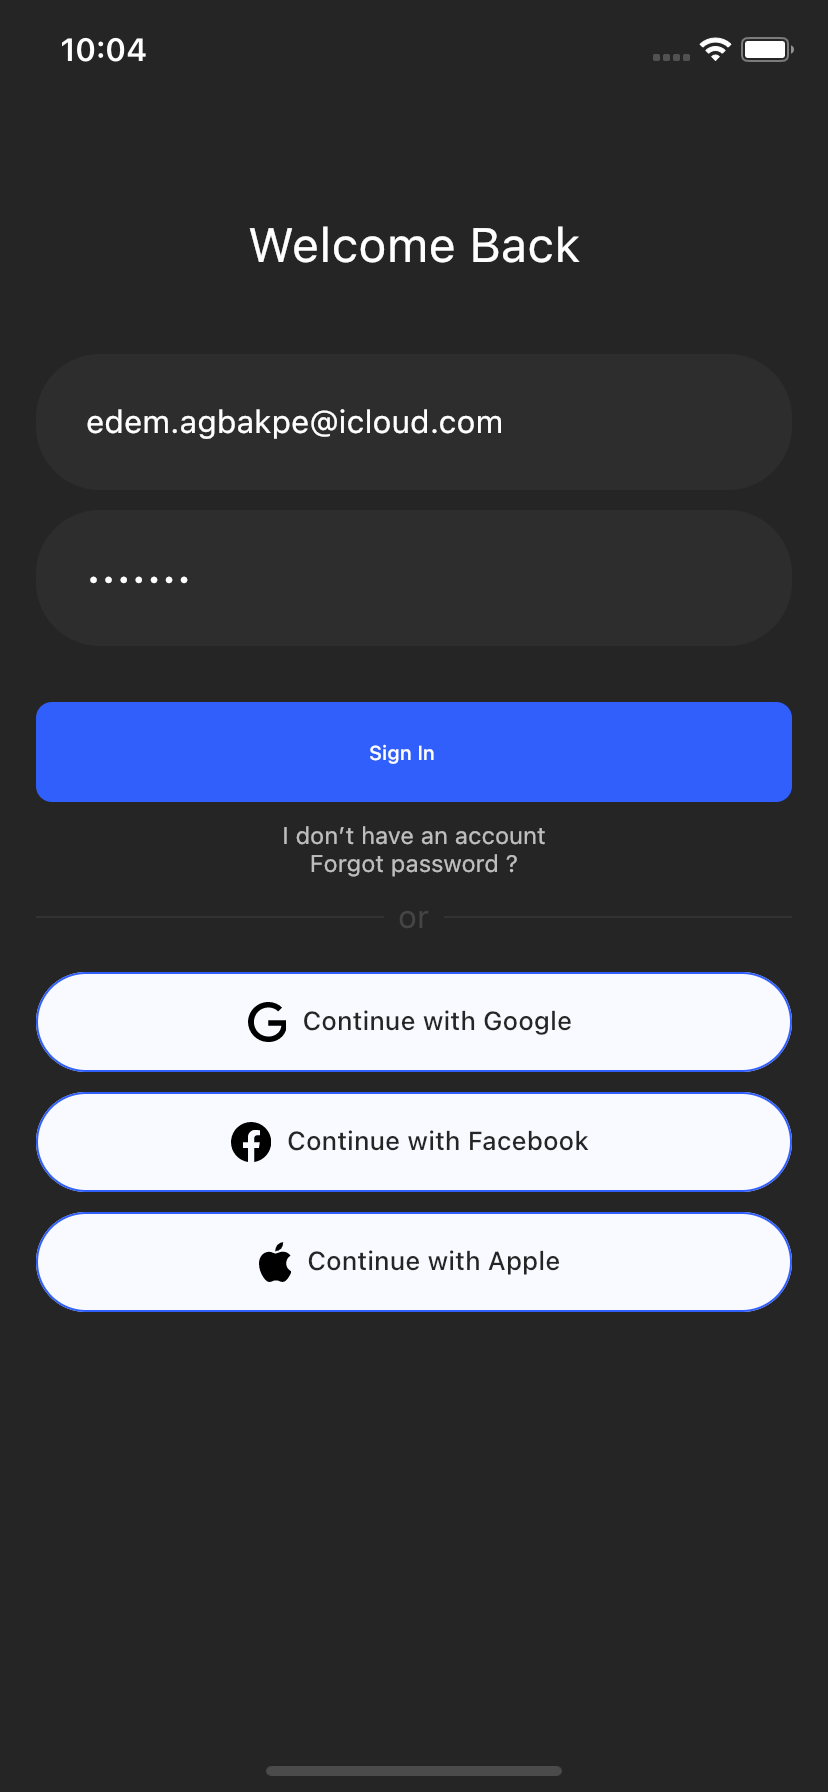 10:04
Welcome Back
edem.agbakpe@icloud.com
•••••••
Sign In
I don’t have an account
Forgot password ?
or
Continue with Google
Continue with Facebook
Continue with Apple